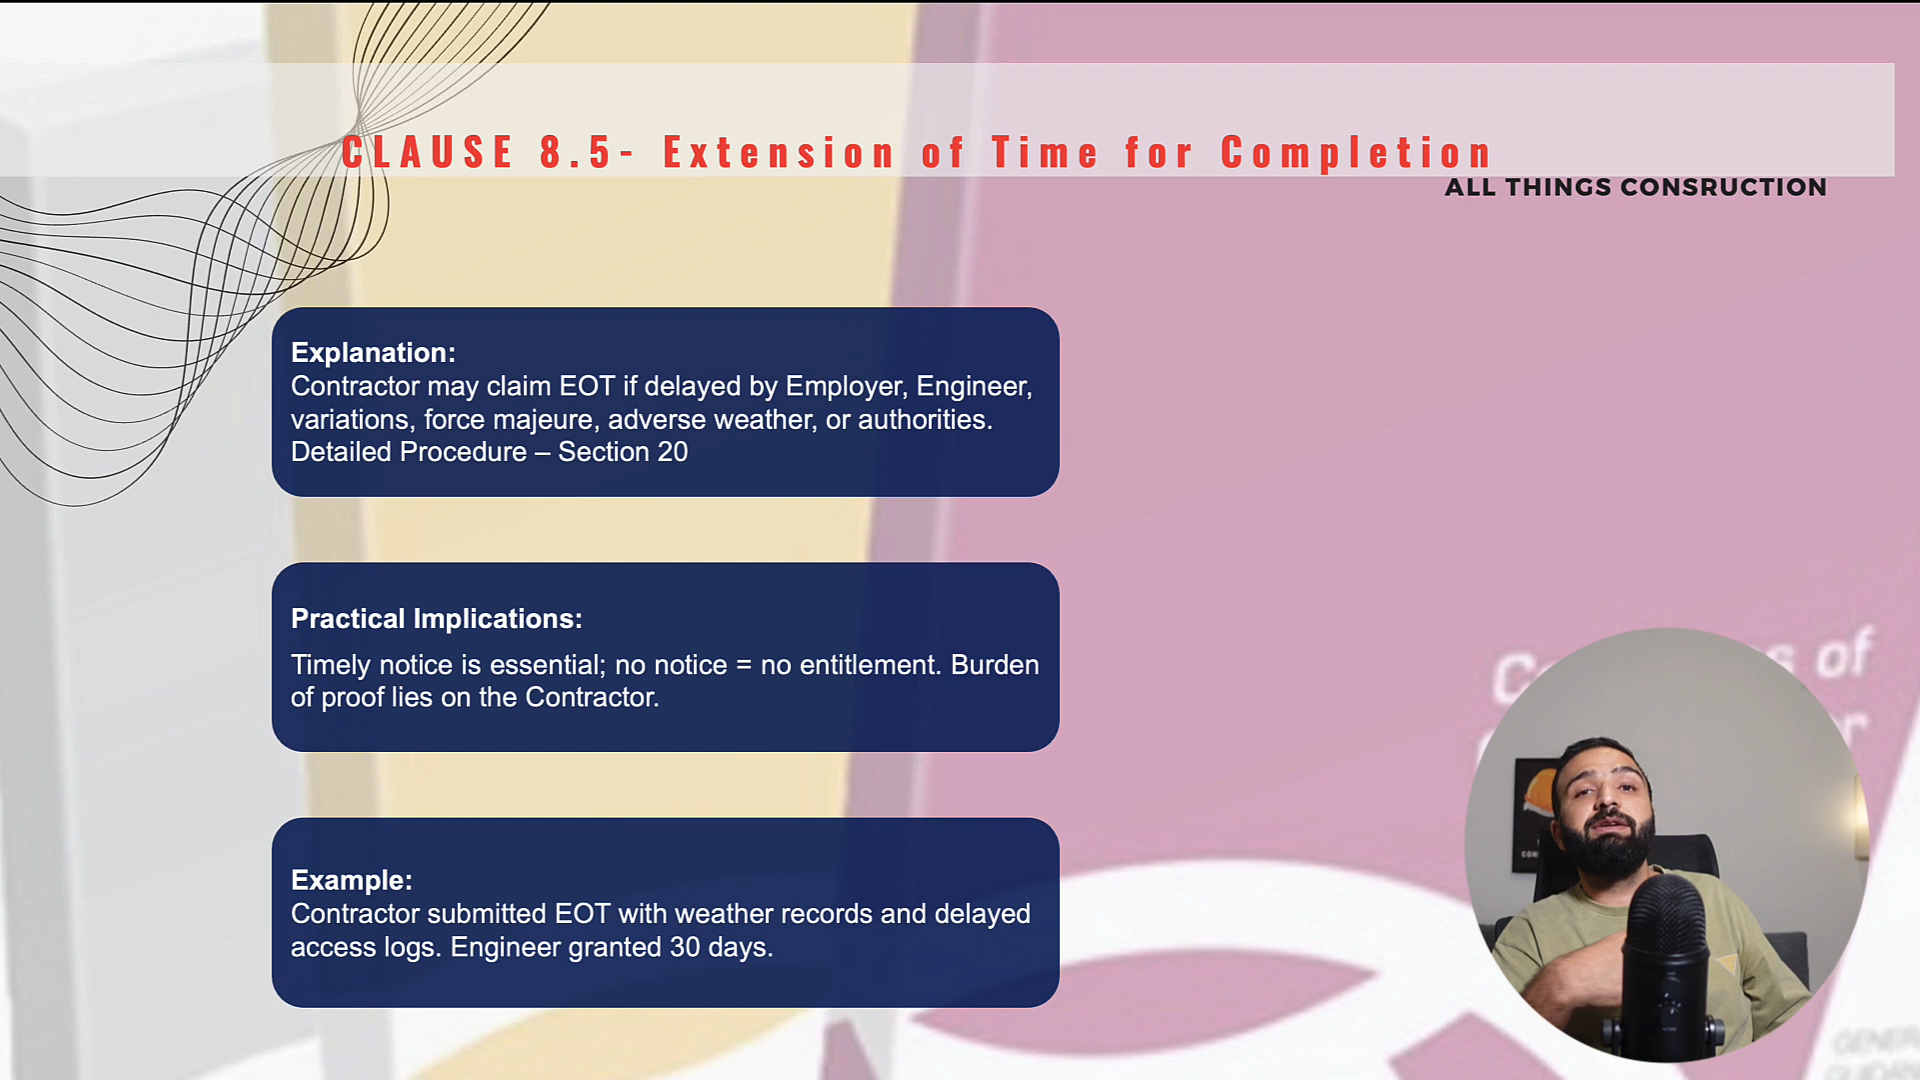 CLAUSE 8.5- Extension of Time for Completion
ALL THINGS CONSRUCTION
Explanation:
Contractor may claim EOT if delayed by Employer, Engineer,
variations, force majeure, adverse weather, or authorities.
Detailed Procedure – Section 20
Practical Implications:
Timely notice is essential; no notice = no entitlement. Burden
of proof lies on the Contractor.
Example:
Contractor submitted EOT with weather records and delayed
access logs. Engineer granted 30 days.
of